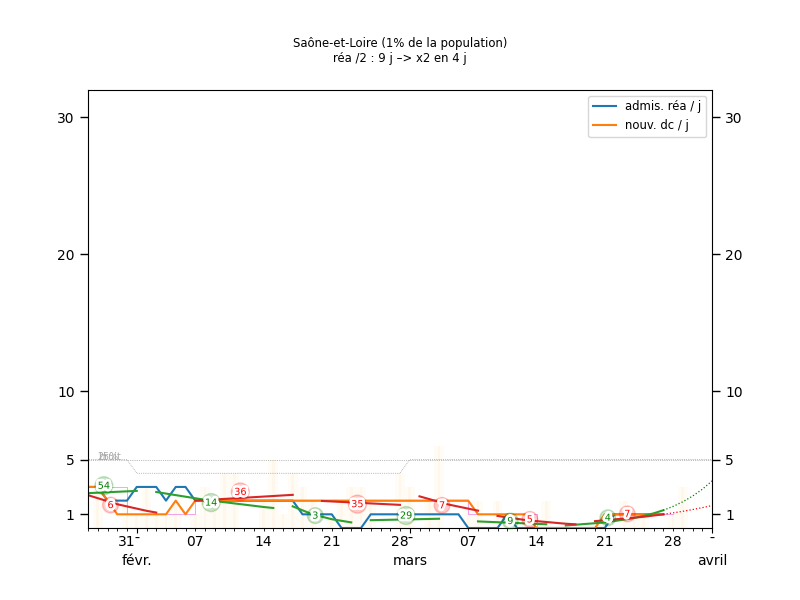 Saône-et-Loire (1% de la population)
réa /2 : 9 j –> x2 en 4 j
admis. réa / j
nouv. dc / j
30 30
20 20
10 10
5 5
1 1
54 6 14 36 3 35 29 7 9 5 4 7
31 07 14 21 28 07 14 21 28
févr. mars avril